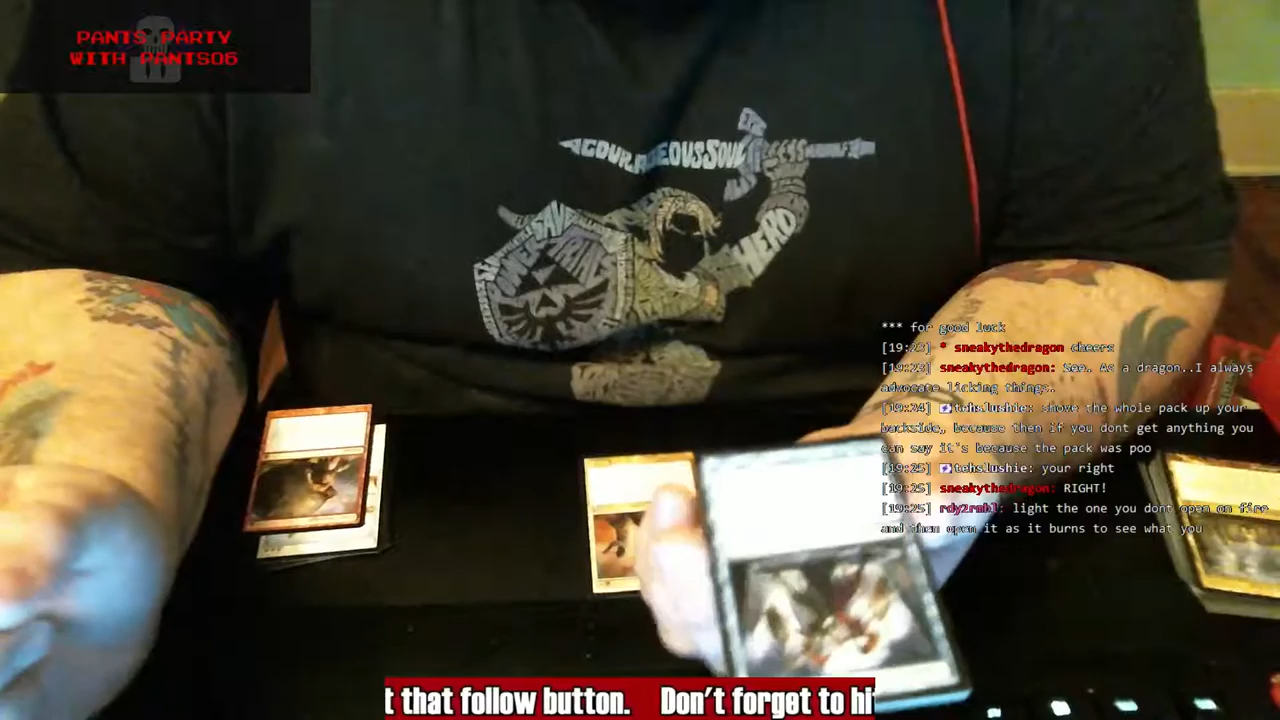 PANTS PARTY
WITH PANTS06
COURAGEOUS SOUL
HERO
POWER
*** for good luck
[19:23] * sneakythedragon cheers
[19:23] sneakythedragon: See. As a dragon..I always
advocate licking things.
[19:24] tehslushie: shove the whole pack up your
backside, because then if you dont get anything you
can say it's because the pack was poo
[19:25] tehslushie: your right
[19:25] sneakythedragon: RIGHT!
[19:25] rdy2rmbl: light the one you dont open on fire
and then open it as it burns to see what you
t that follow button. Don't forget to hi